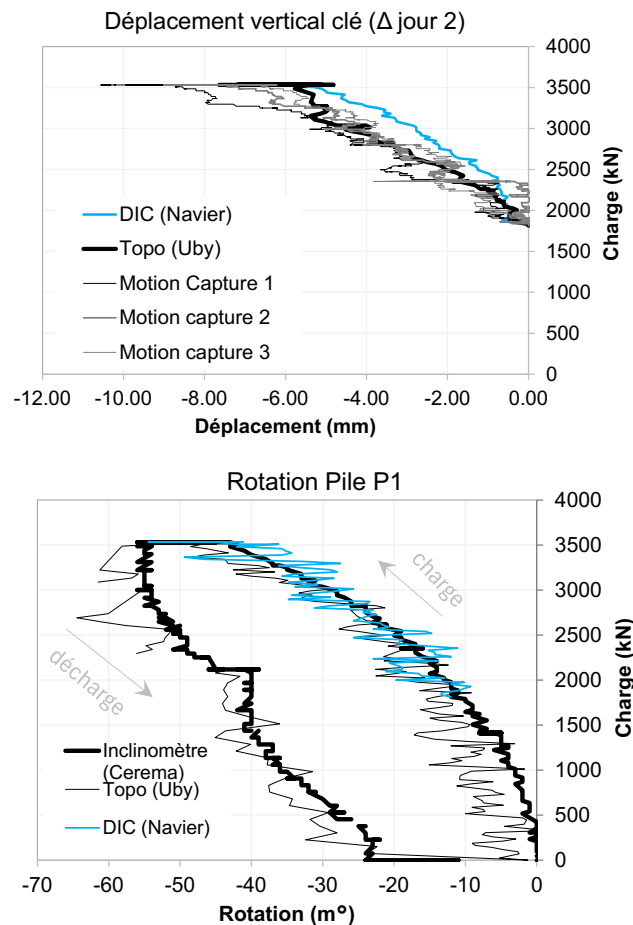 Déplacement vertical clé (Δ jour 2)
4000
3500
3000
2500
2000
1500
1000
500
0
Charge (kN)
DIC (Navier)
Topo (Uby)
Motion Capture 1
Motion capture 2
Motion capture 3
-12.00 -10.00 -8.00 -6.00 -4.00 -2.00 0.00
Déplacement (mm)
Rotation Pile P1
4000
3500
3000
2500
2000
1500
1000
500
0
Charge (kN)
charge
décharge
Inclinomètre
(Cerema)
Topo (Uby)
DIC (Navier)
-70 -60 -50 -40 -30 -20 -10 0
Rotation (m°)